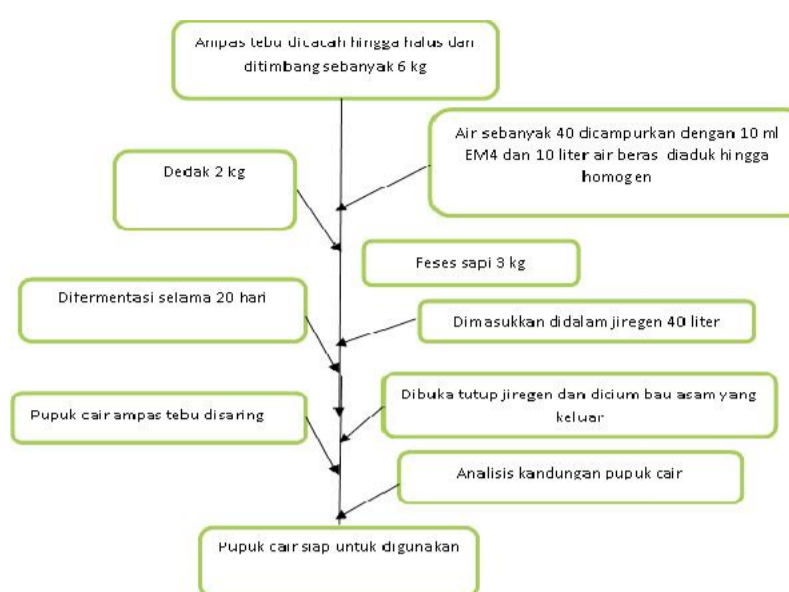 Ampas tebu dicacah hingga halus dan
ditimbang sebanyak 6 kg
Air sebanyak 40 dicampurkan dengan 10 ml
EM4 dan 10 liter air beras diaduk hingga
homogen
Dedak 2 kg
Feses sapi 3 kg
Difermentasi selama 20 hari
Dimasukkan didalam jiregen 40 liter
Dibuka tutup jiregen dan dicium bau asam yang
keluar
Pupuk cair ampas tebu disaring
Analisis kandungan pupuk cair
Pupuk cair siap untuk digunakan